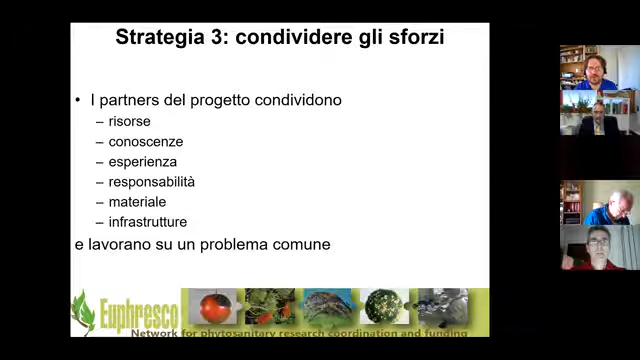 Strategia 3: condividere gli sforzi
• I partners del progetto condividono
– risorse
– conoscenze
– esperienza
– responsabilità
– materiale
– infrastrutture
e lavorano su un problema comune
Euphresco
Network for phytosanitary research coordination and funding